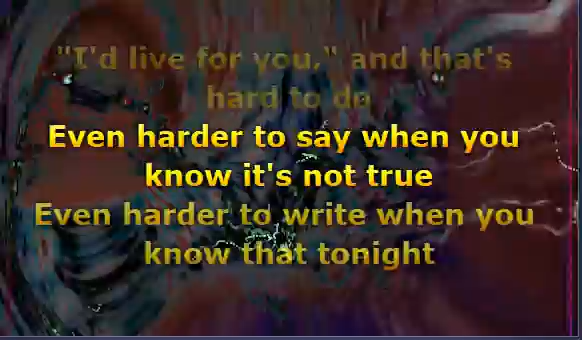 "I'd live for you," and that's
hard to do
Even harder to say when you
know it's not true
Even harder to write when you
know that tonight